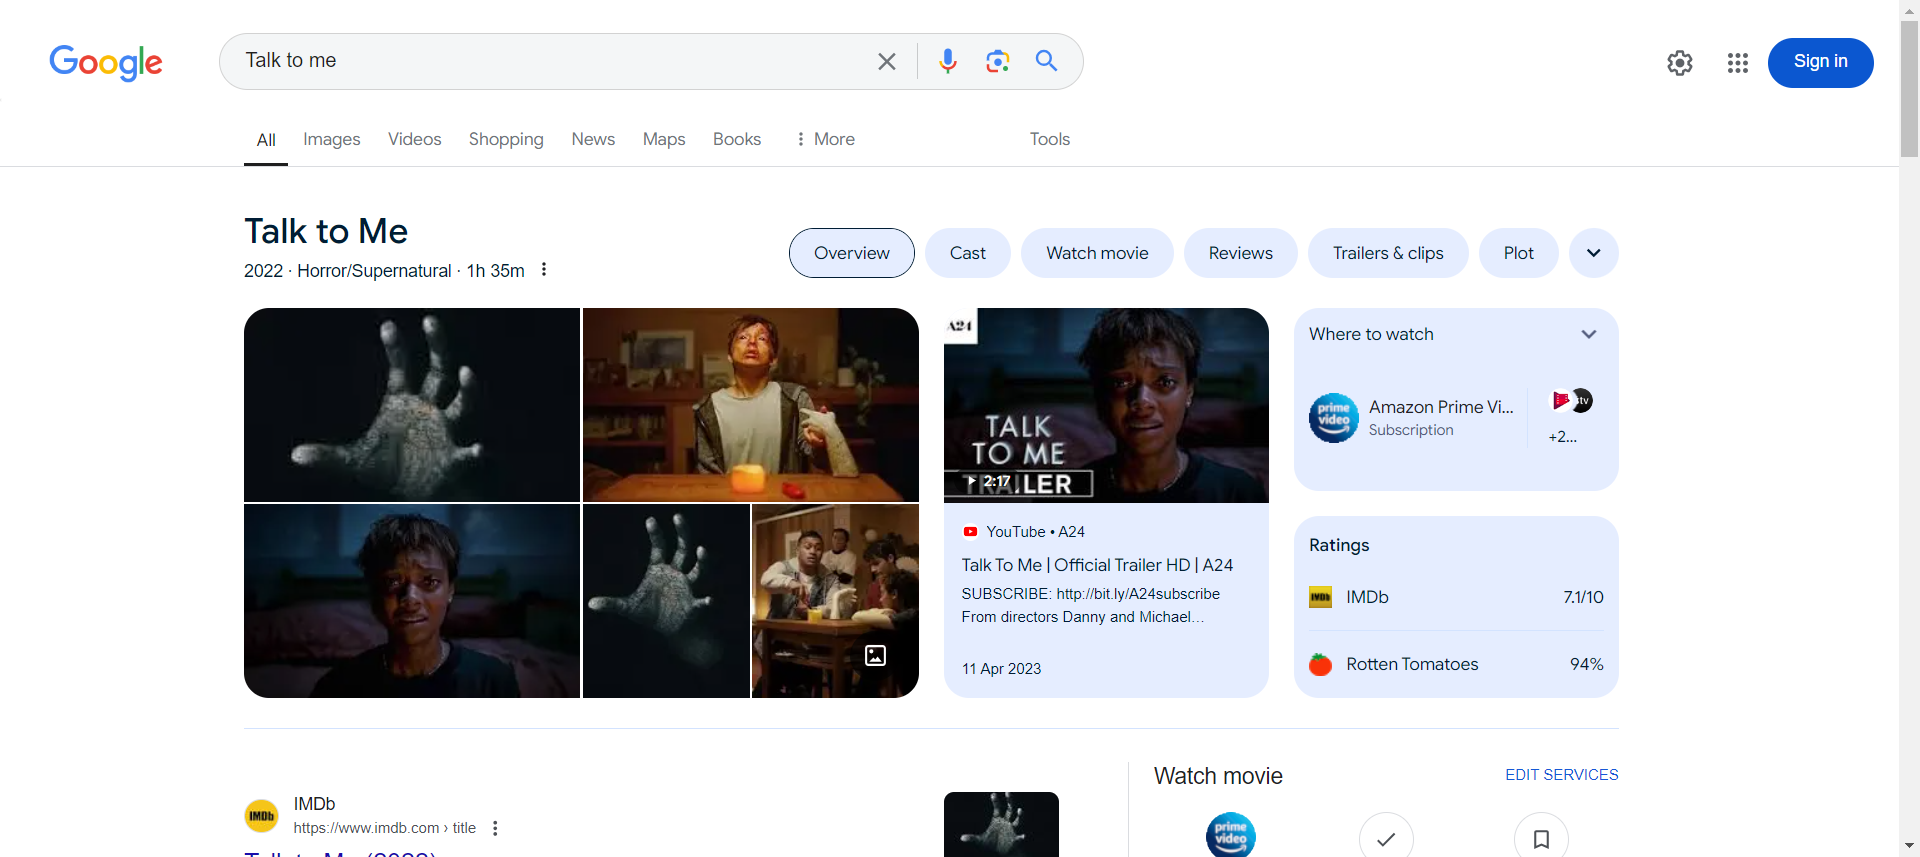 Google
Talk to me
Sign in
All
Images
Videos
Shopping
News
Maps
Books
More
Tools
Talk to Me
2022 · Horror/Supernatural · 1h 35m
Overview
Cast
Watch movie
Reviews
Trailers & clips
Plot
A24
TALK
TO ME
TRAILER
2:17
YouTube • A24
Talk To Me | Official Trailer HD | A24
SUBSCRIBE: http://bit.ly/A24subscribe
From directors Danny and Michael...
11 Apr 2023
Where to watch
prime
video
Amazon Prime Vi...
Subscription
tv
+2...
Ratings
IMDb
IMDb
7.1/10
Rotten Tomatoes
94%
IMDb
IMDb
https://www.imdb.com › title
Talk to Me (2022)
Watch movie
EDIT SERVICES
prime
video